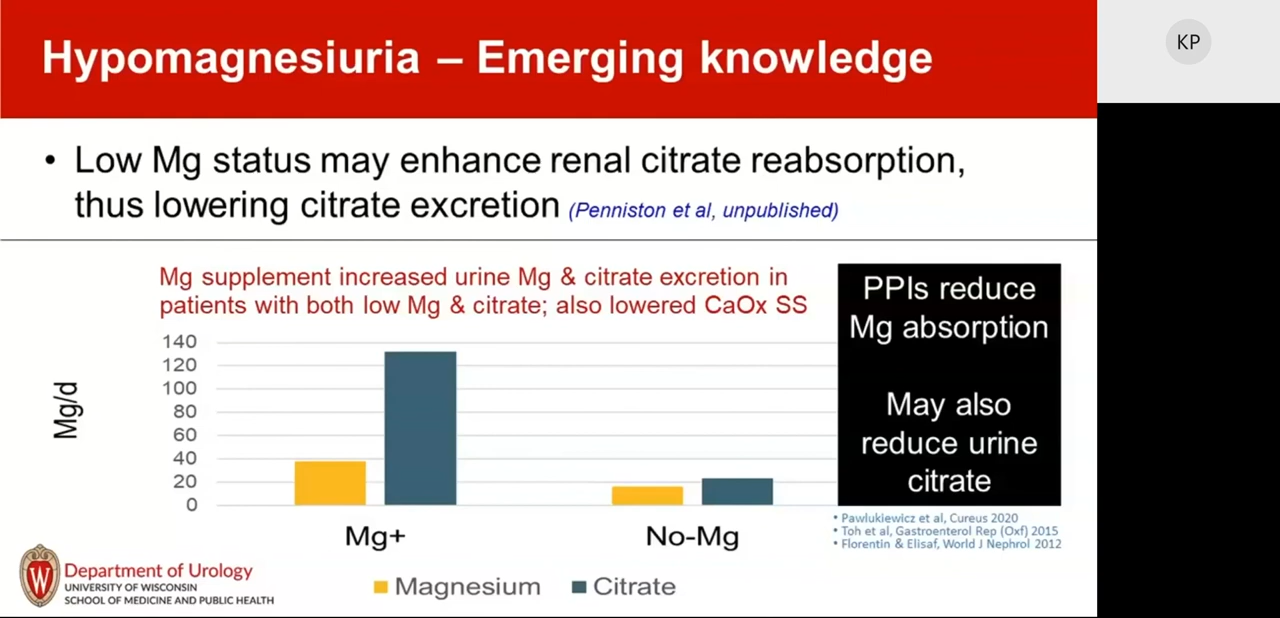 Hypomagnesiuria – Emerging knowledge
KP
• Low Mg status may enhance renal citrate reabsorption,
thus lowering citrate excretion (Penniston et al, unpublished)
Mg supplement increased urine Mg & citrate excretion in
patients with both low Mg & citrate; also lowered CaOx SS
140
120
100
80
60
40
20
0
Mg/d
Mg+
No-Mg
Magnesium
Citrate
PPIs reduce
Mg absorption
May also
reduce urine
citrate
• Pawlukiewicz et al, Cureus 2020
• Toh et al, Gastroenterol Rep (Oxf) 2015
• Florentin & Elisaf, World J Nephrol 2012
W
Department of Urology
UNIVERSITY OF WISCONSIN
SCHOOL OF MEDICINE AND PUBLIC HEALTH